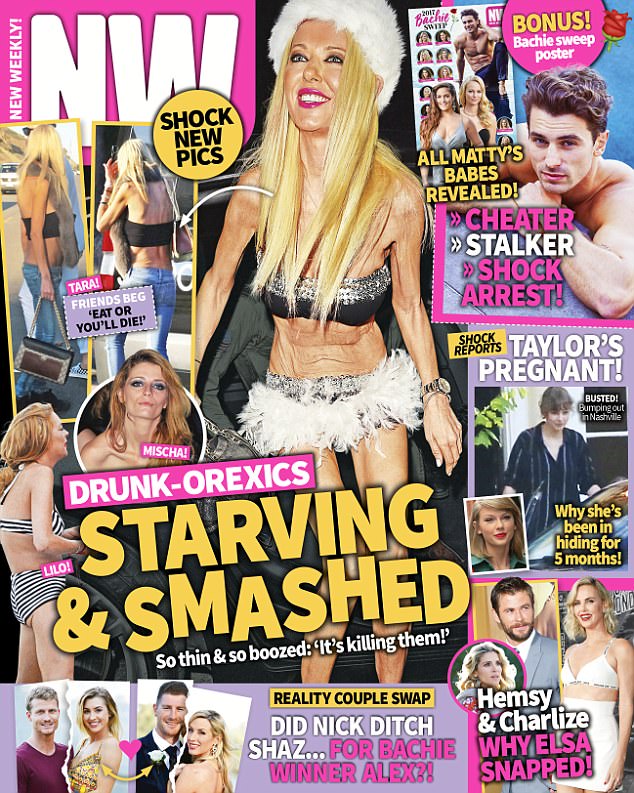 NEW WEEKLY!
NW
SHOCK
NEW
PICS
2017
Bachie
SWEEP
NW
BONUS!
Bachie sweep
poster
ALL MATTY'S
BABES
REVEALED!
» CHEATER
» STALKER
» SHOCK
ARREST!
TARA!
FRIENDS BEG
'EAT OR
YOU'LL DIE!'
SHOCK
REPORTS
TAYLOR'S
PREGNANT!
BUSTED!
Bumping out
in Nashville
Why she's
been in
hiding for
5 months!
MISCHA!
LILO!
DRUNK-OREXICS
STARVING
& SMASHED
So thin & so boozed: 'It's killing them!'
Hemsy
& Charlize
WHY ELSA
SNAPPED!
REALITY COUPLE SWAP
DID NICK DITCH
SHAZ... FOR BACHIE
WINNER ALEX?!